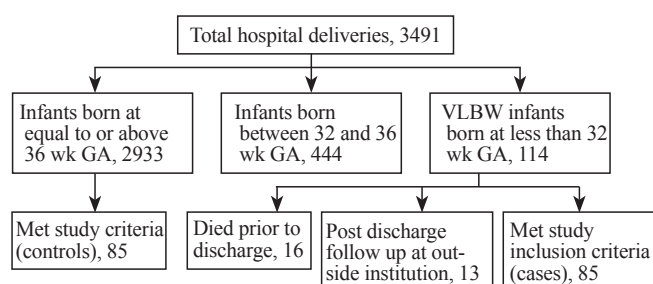 Total hospital deliveries, 3491
Infants born at
equal to or above
36 wk GA, 2933
Infants born
between 32 and 36
wk GA, 444
VLBW infants
born at less than 32
wk GA, 114
Met study criteria
(controls), 85
Died prior to
discharge, 16
Post discharge
follow up at out-
side institution, 13
Met study
inclusion criteria
(cases), 85